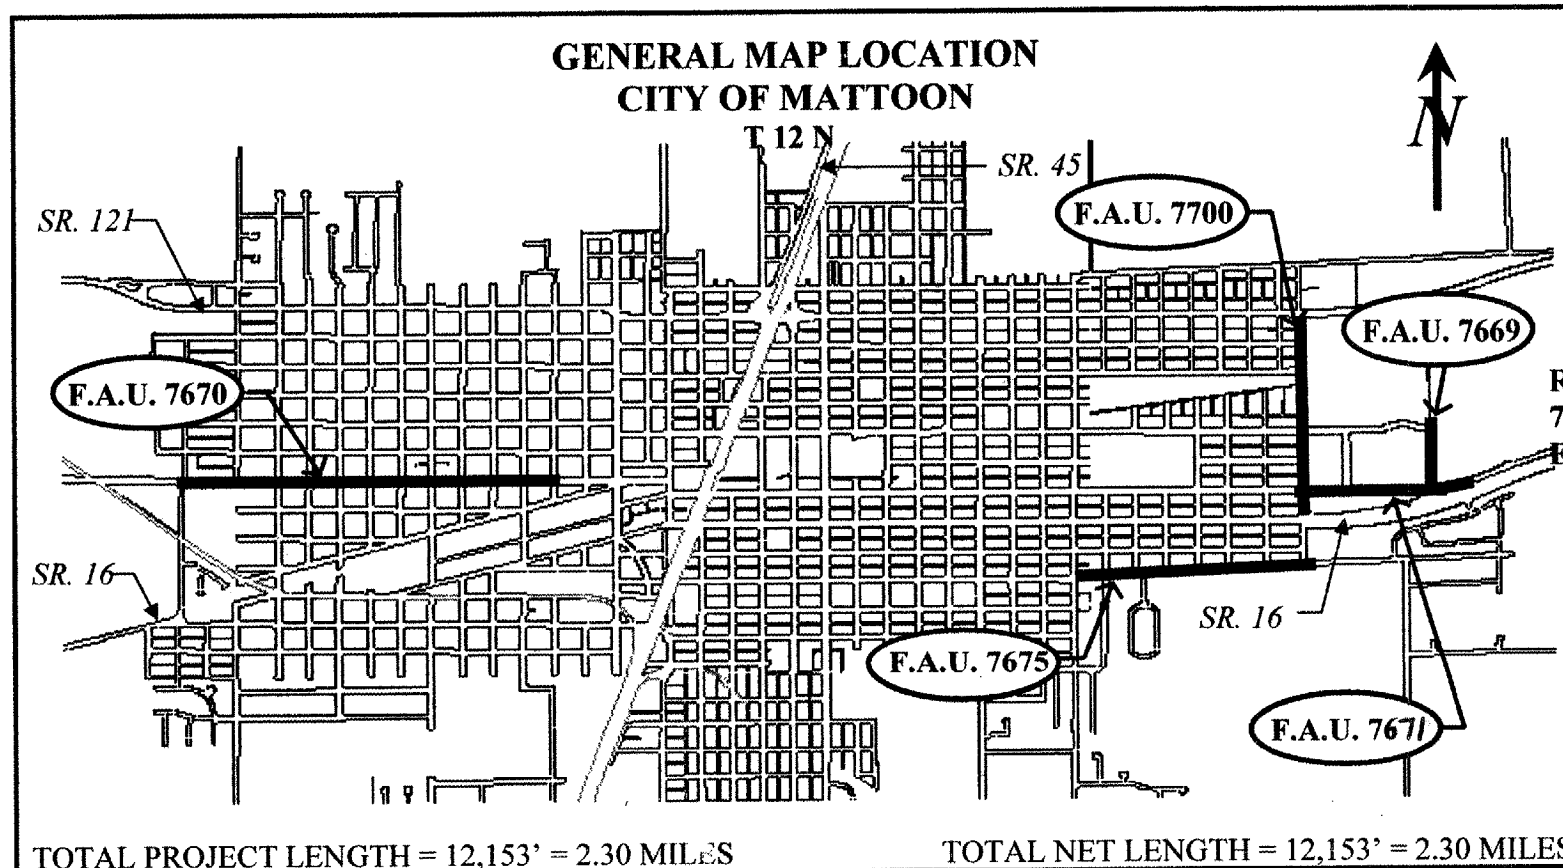 GENERAL MAP LOCATION
CITY OF MATTOON
T 12 N
N
SR. 45
SR. 121
F.A.U. 7700
F.A.U. 7669
F.A.U. 7670
R
7
E
SR. 16
SR. 16
F.A.U. 7675
F.A.U. 7671
TOTAL PROJECT LENGTH = 12,153’ = 2.30 MILES
TOTAL NET LENGTH = 12,153’ = 2.30 MILES